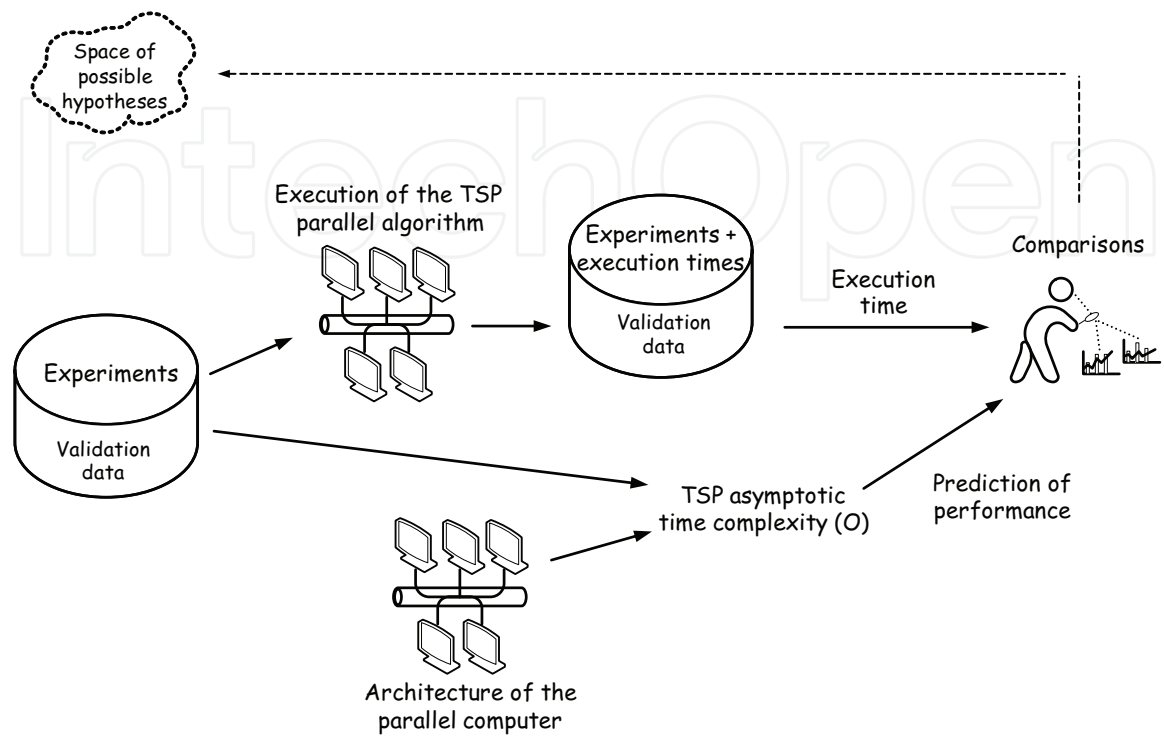 Space of
possible
hypotheses
IntechOpen
Execution of the TSP
parallel algorithm
Experiments +
execution times
Validation
data
Execution
time
Comparisons
Experiments
Validation
data
TSP asymptotic
time complexity (O)
Prediction of
performance
Architecture of the
parallel computer